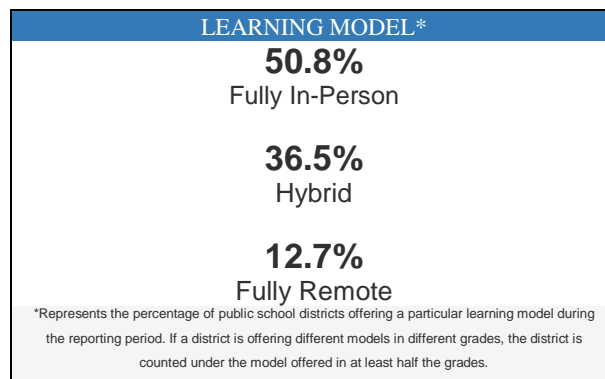 LEARNING MODEL*
50.8%
Fully In-Person
36.5%
Hybrid
12.7%
Fully Remote
*Represents the percentage of public school districts offering a particular learning model during
the reporting period. If a district is offering different models in different grades, the district is
counted under the model offered in at least half the grades.